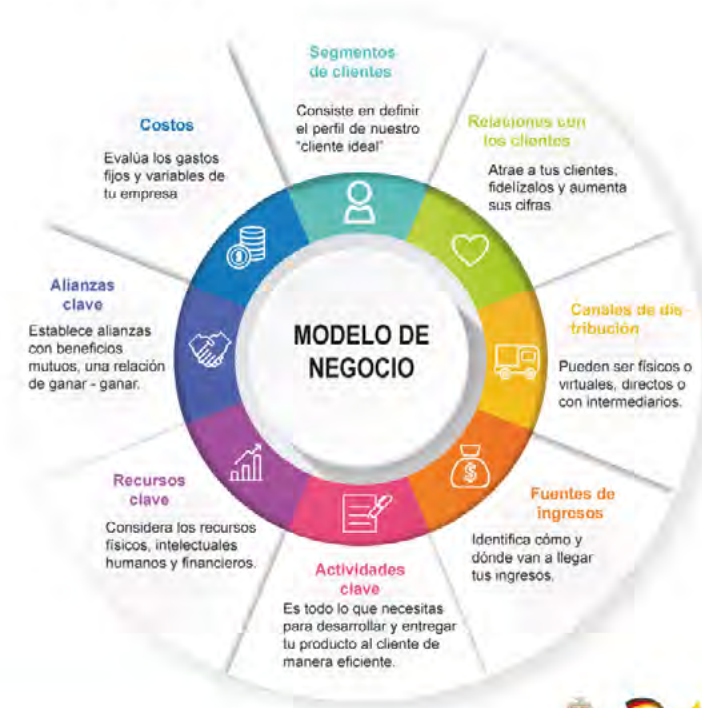 MODELO DE
NEGOCIO
Segmentos
de clientes
Consiste en definir
el perfil de nuestro
"cliente ideal"
Relaciones con
los clientes
Atrae a tus clientes,
fidelízalos y aumenta
sus cifras.
Canales de dis-
tribución
Pueden ser físicos o
virtuales, directos o
con intermediarios.
Fuentes de
ingresos
Identifica cómo y
dónde van a llegar
tus ingresos.
Actividades
clave
Es todo lo que necesitas
para desarrollar y entregar
tu producto al cliente de
manera eficiente.
Recursos
clave
Considera los recursos
físicos, intelectuales
humanos y financieros.
Alianzas
clave
Establece alianzas
con beneficios
mutuos, una relación
de ganar - ganar.
Costos
Evalúa los gastos
fijos y variables de
tu empresa